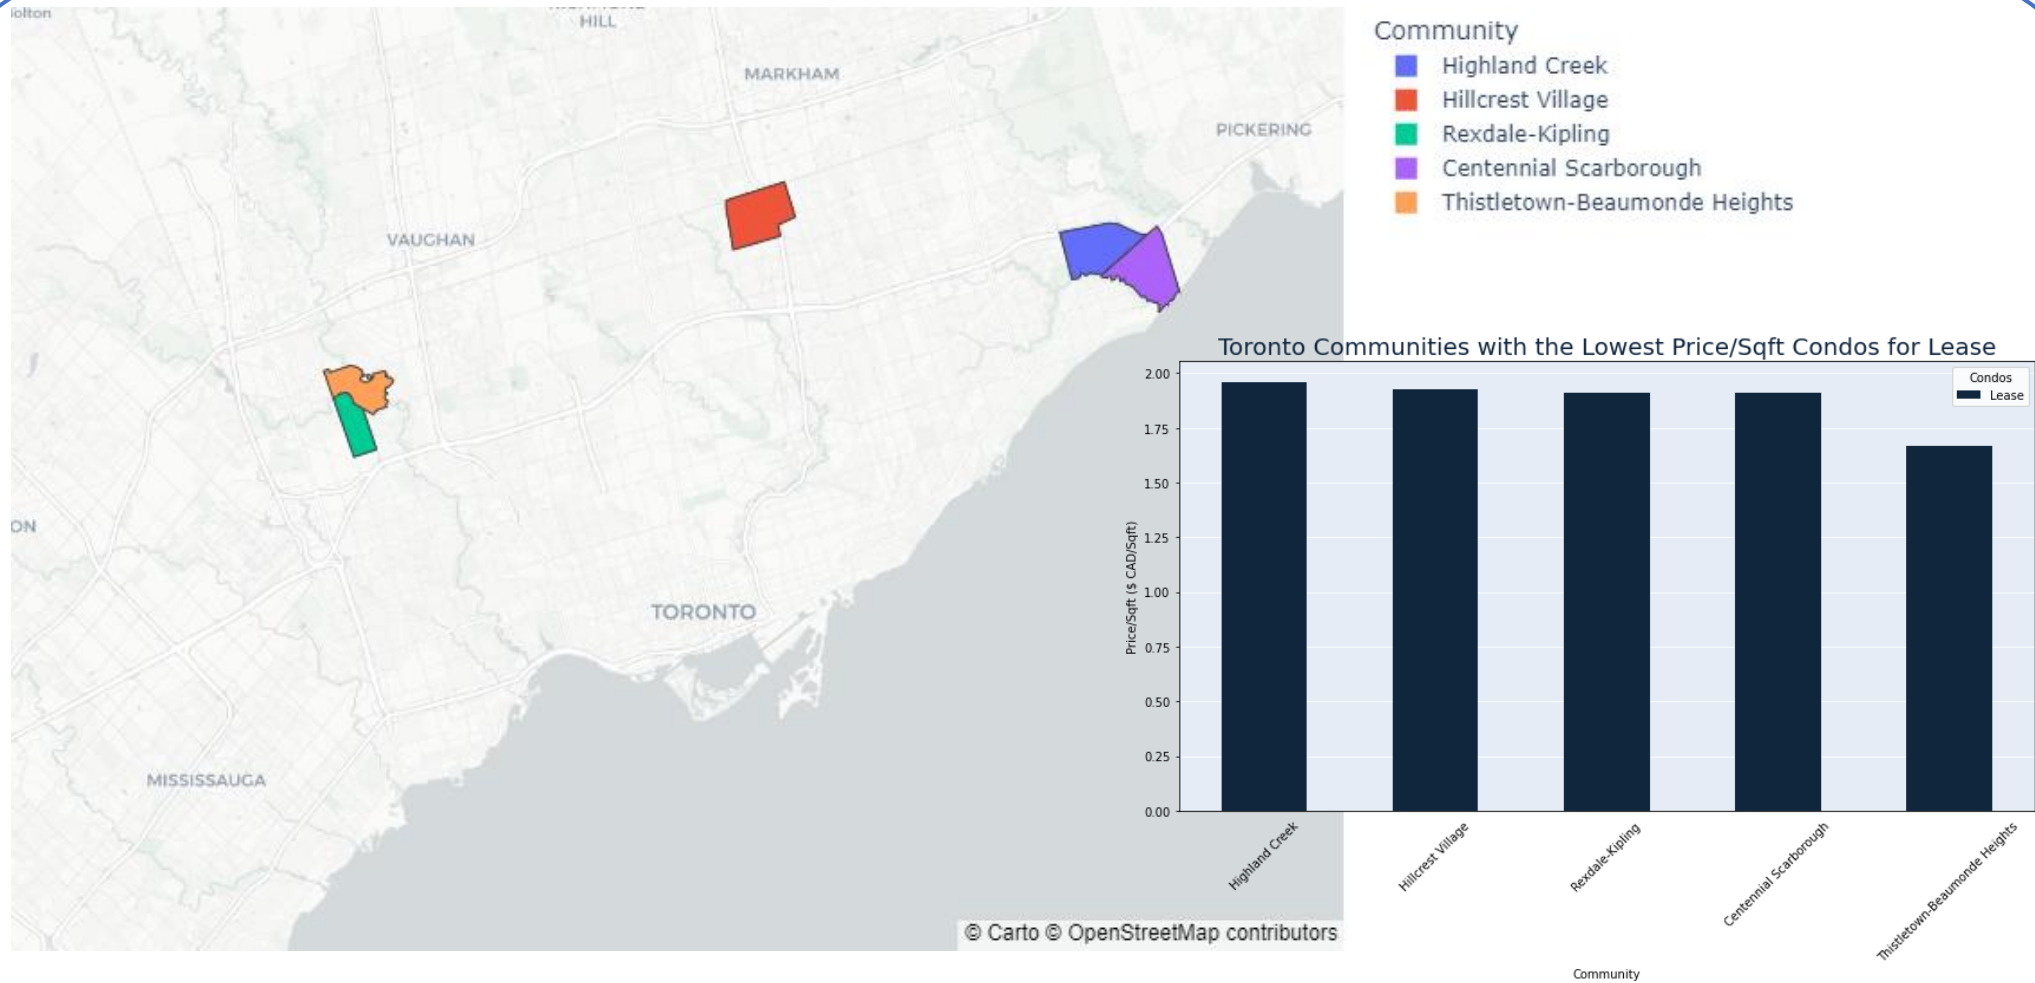 olton
HILL
MARKHAM
PICKERING
VAUGHAN
ON
TORONTO
MISSISSAUGA
© Carto © OpenStreetMap contributors
Community
Highland Creek
Hillcrest Village
Rexdale-Kipling
Centennial Scarborough
Thistletown-Beaumonde Heights
Toronto Communities with the Lowest Price/Sqft Condos for Lease
Condos
Lease
Price/Sqft ($ CAD/Sqft)
2.00
1.75
1.50
1.25
1.00
0.75
0.50
0.25
0.00
Highland Creek
Hillcrest Village
Rexdale-Kipling
Centennial Scarborough
Thistletown-Beaumonde Heights
Community